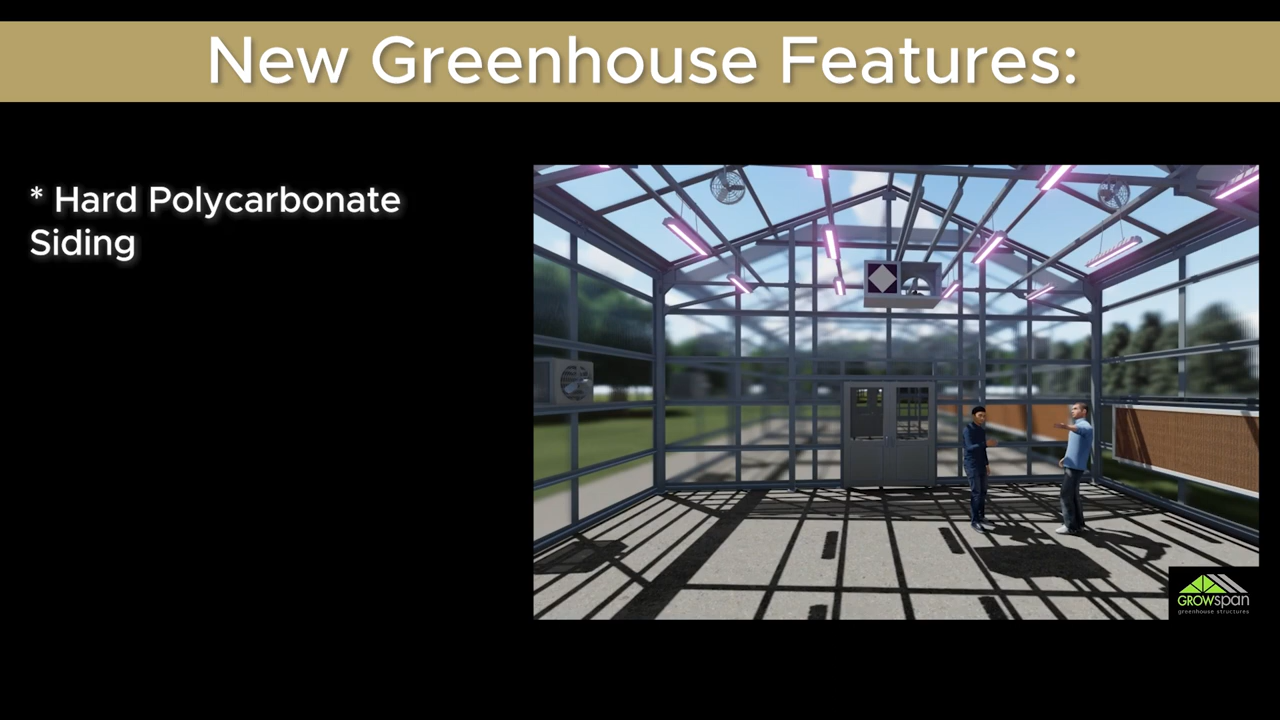 New Greenhouse Features:
* Hard Polycarbonate
Siding
GROWspan
greenhouse structures